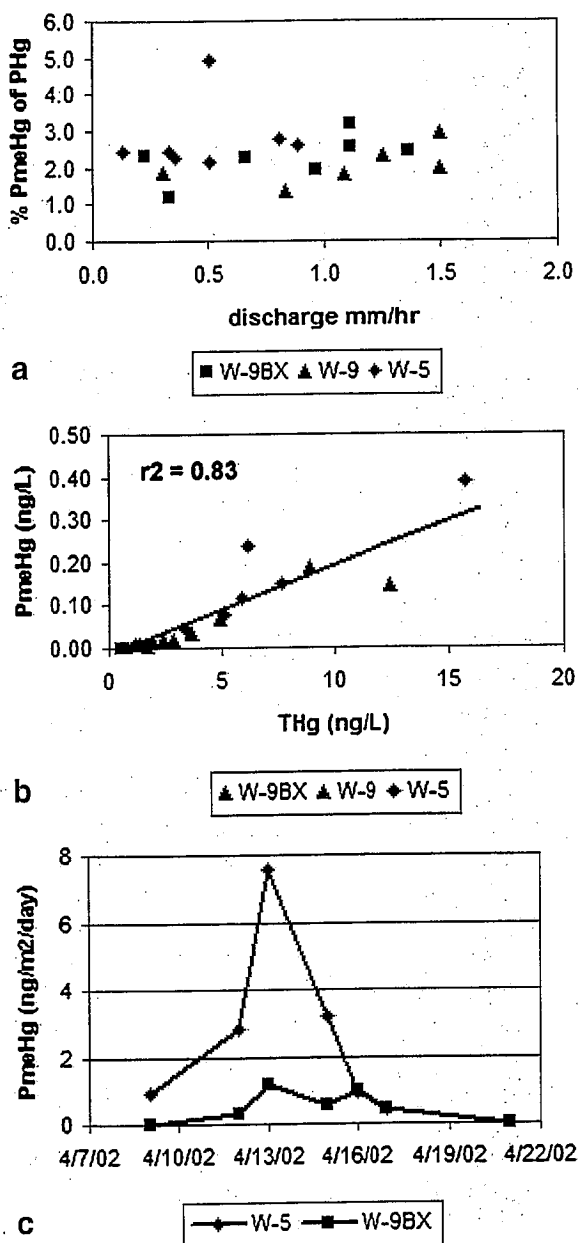 6.0
5.0
4.0
3.0
2.0
1.0
0.0
% PmeHg of PHg
0.0 0.5 1.0 1.5 2.0
discharge mm/hr
a
W-9BX W-9 W-5
0.50
0.40
0.30
0.20
0.10
0.00
PmeHg (ng/L)
r2 = 0.83
0 5 10 15 20
THg (ng/L)
b
W-9BX W-9 W-5
8
6
4
2
0
PmeHg (ng/m2/day)
4/7/02 4/10/02 4/13/02 4/16/02 4/19/02 4/22/02
c
W-5 W-9BX